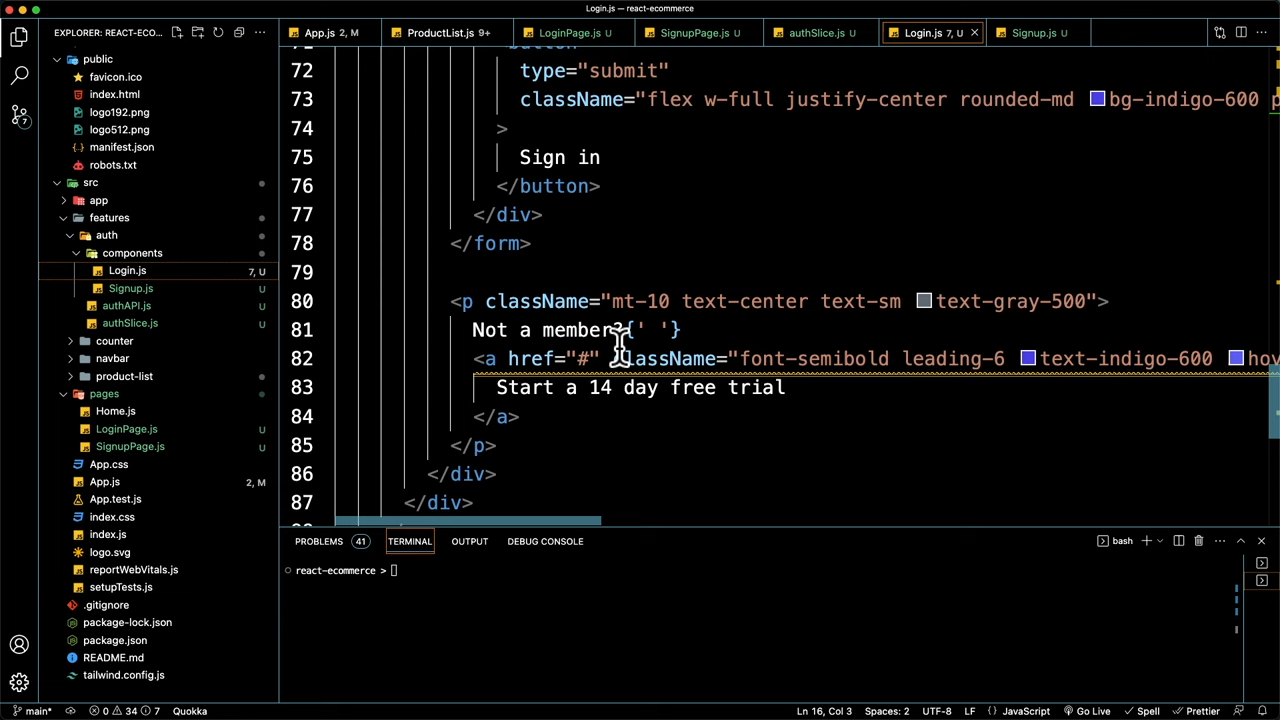 Login.js — react-ecommerce
EXPLORER: REACT-ECO...
App.js 2, M
ProductList.js 9+
LoginPage.js U
SignupPage.js U
authSlice.js U
Login.js 7, U
Signup.js U
public
favicon.ico
index.html
logo192.png
logo512.png
manifest.json
robots.txt
src
app
features
auth
components
Login.js 7, U
Signup.js U
authAPI.js U
authSlice.js U
counter
navbar
product-list
pages
Home.js
LoginPage.js U
SignupPage.js U
App.css
App.js 2, M
App.test.js
index.css
index.js
logo.svg
reportWebVitals.js
setupTests.js
.gitignore
package-lock.json
package.json
README.md
tailwind.config.js
72 type="submit"
73 className="flex w-full justify-center rounded-md bg-indigo-600 p
74 >
75 Sign in
76 </button>
77 </div>
78 </form>
79
80 <p className="mt-10 text-center text-sm text-gray-500">
81 Not a member?{' '}
82 <a href="#" className="font-semibold leading-6 text-indigo-600 hov
83 Start a 14 day free trial
84 </a>
85 </p>
86 </div>
87 </div>
PROBLEMS 41 TERMINAL OUTPUT DEBUG CONSOLE
bash
react-ecommerce >
7
main* 0 34 7 Quokka
Ln 16, Col 3 Spaces: 2 UTF-8 LF {} JavaScript Go Live Spell Prettier